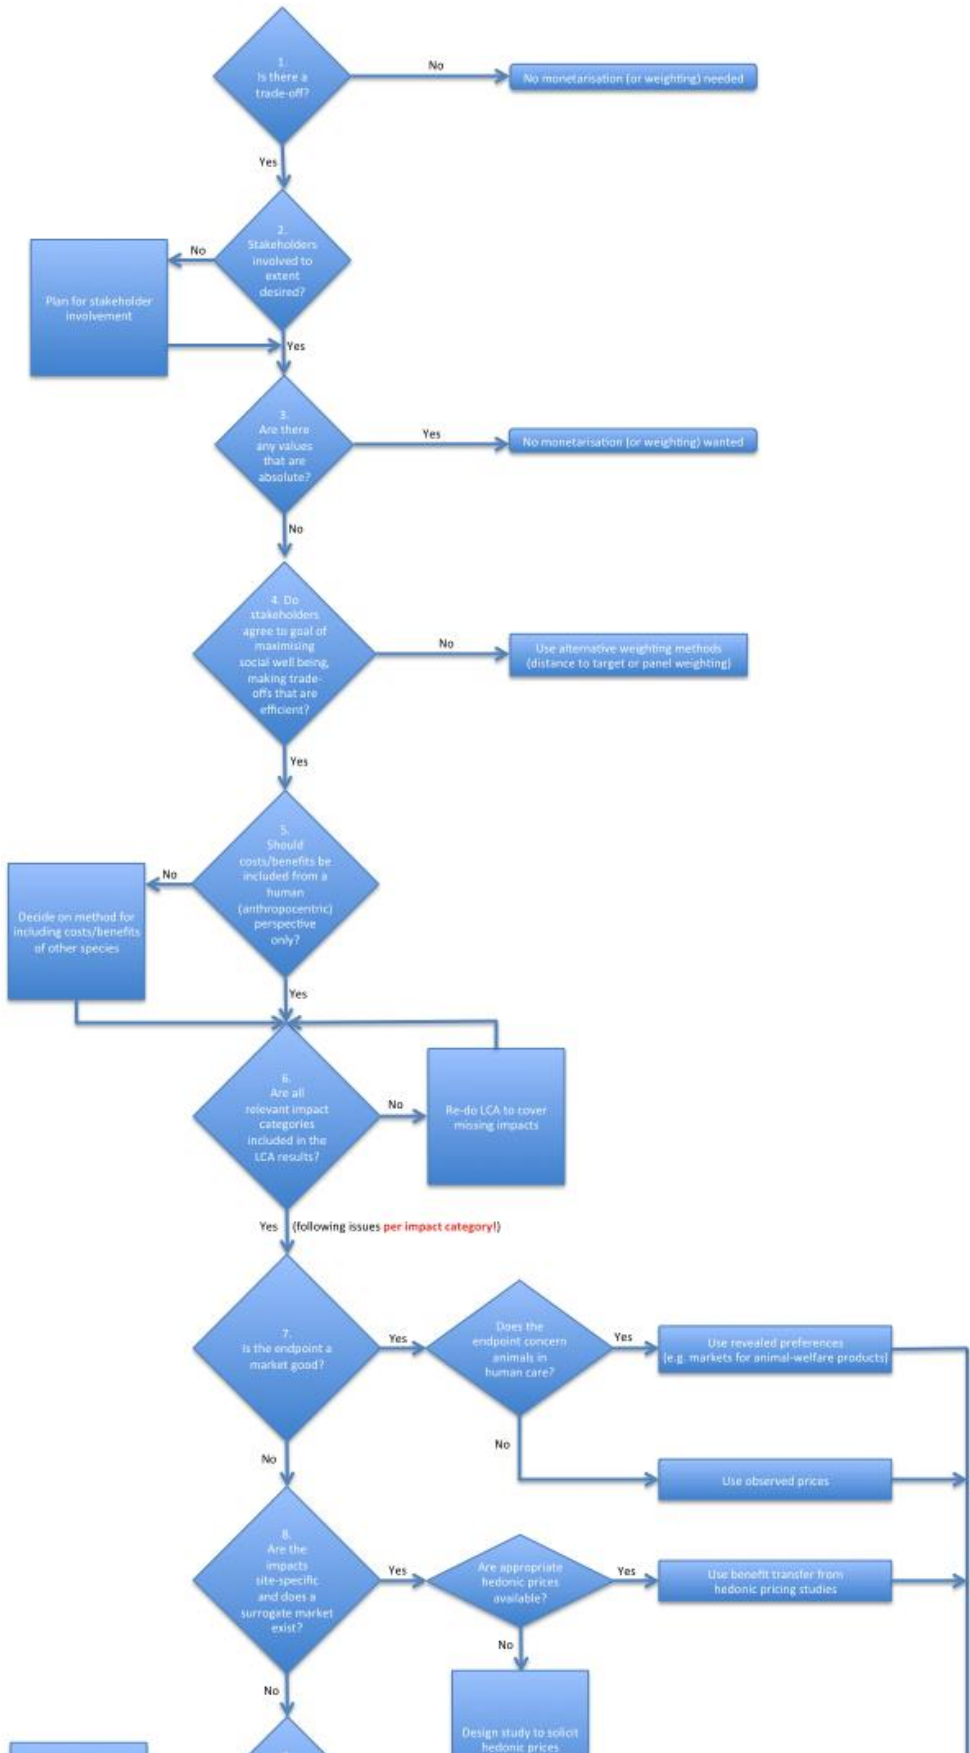 1.
Is there a
trade-off?
No
No monetarisation (or weighting) needed
Yes
2.
Stakeholders
involved to
extent
desired?
No
Plan for stakeholder
involvement
Yes
3.
Are there
any values
that are
absolute?
Yes
No monetarisation (or weighting) wanted
No
4. Do
stakeholders
agree to goal of
maximising
social well being,
making trade-
offs that are
efficient?
No
Use alternative weighting methods
(distance to target or panel weighting)
Yes
5.
Should
costs/benefits be
included from a
human
(anthropocentric)
perspective
only?
No
Decide on method for
including costs/benefits
of other species
Yes
6.
Are all
relevant impact
categories
included in the
LCA results?
No
Re-do LCA to cover
missing impacts
Yes (following issues per impact category!)
7.
Is the endpoint a
market good?
Yes
Does the
endpoint concern
animals in
human care?
Yes
Use revealed preferences
(e.g. markets for animal-welfare products)
No
Use observed prices
No
8.
Are the
impacts
site-specific
and does a
surrogate market
exist?
Yes
Are appropriate
hedonic prices
available?
Yes
Use benefit transfer from
hedonic pricing studies
No
Design study to solicit
hedonic prices
No